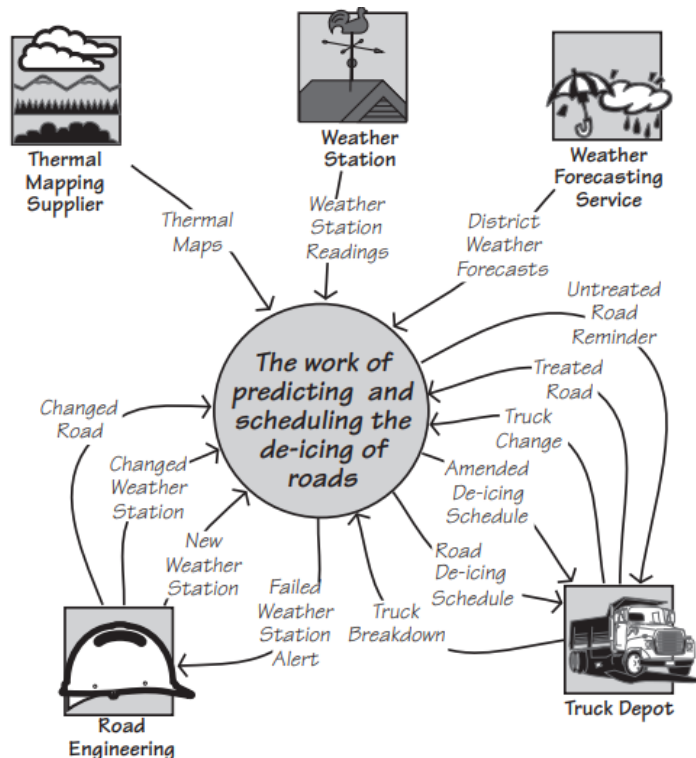 Thermal
Mapping
Supplier
Weather
Station
Weather
Forecasting
Service
Thermal
Maps
Weather
Station
Readings
District
Weather
Forecasts
Untreated
Road
Reminder
The work of
predicting and
scheduling the
de-icing of
roads
Treated
Road
Truck
Change
Amended
De-icing
Schedule
Road
De-icing
Schedule
Truck
Breakdown
Changed
Road
Changed
Weather
Station
New
Weather
Station
Failed
Weather
Station
Alert
Road
Engineering
Truck Depot